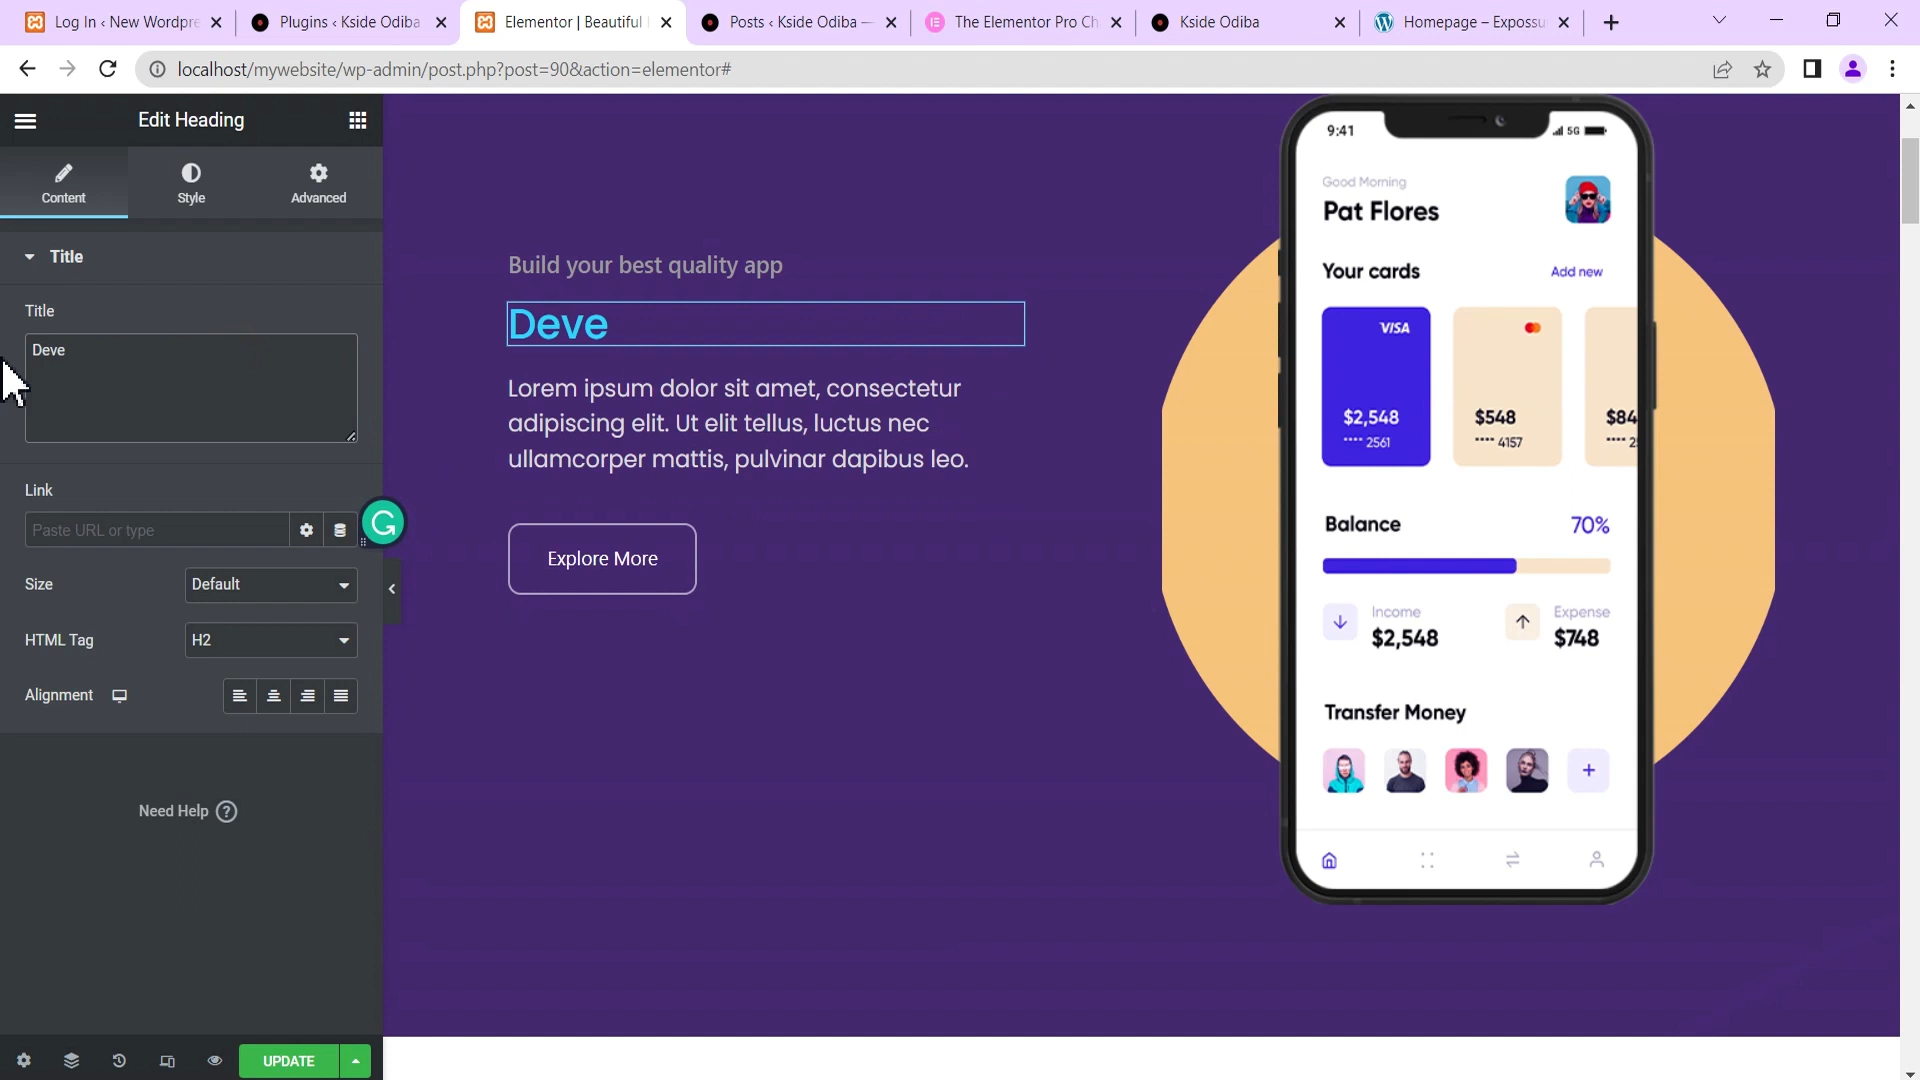 Log In ‹ New Wordpre
Plugins ‹ Kside Odiba
Elementor | Beautiful
Posts ‹ Kside Odiba —
The Elementor Pro Ch
Kside Odiba
Homepage – Expossu
localhost/mywebsite/wp-admin/post.php?post=90&action=elementor#
Edit Heading
Content
Style
Advanced
Title
Title
Deve
Link
Paste URL or type
Size
Default
HTML Tag
H2
Alignment
Need Help
UPDATE
Build your best quality app
Deve
Lorem ipsum dolor sit amet, consectetur
adipiscing elit. Ut elit tellus, luctus nec
ullamcorper mattis, pulvinar dapibus leo.
Explore More
9:41
5G
Good Morning
Pat Flores
Your cards
Add new
VISA
$2,548
•••• 2561
$548
•••• 4157
$84
•••• 2
Balance
70%
Income
$2,548
Expense
$748
Transfer Money